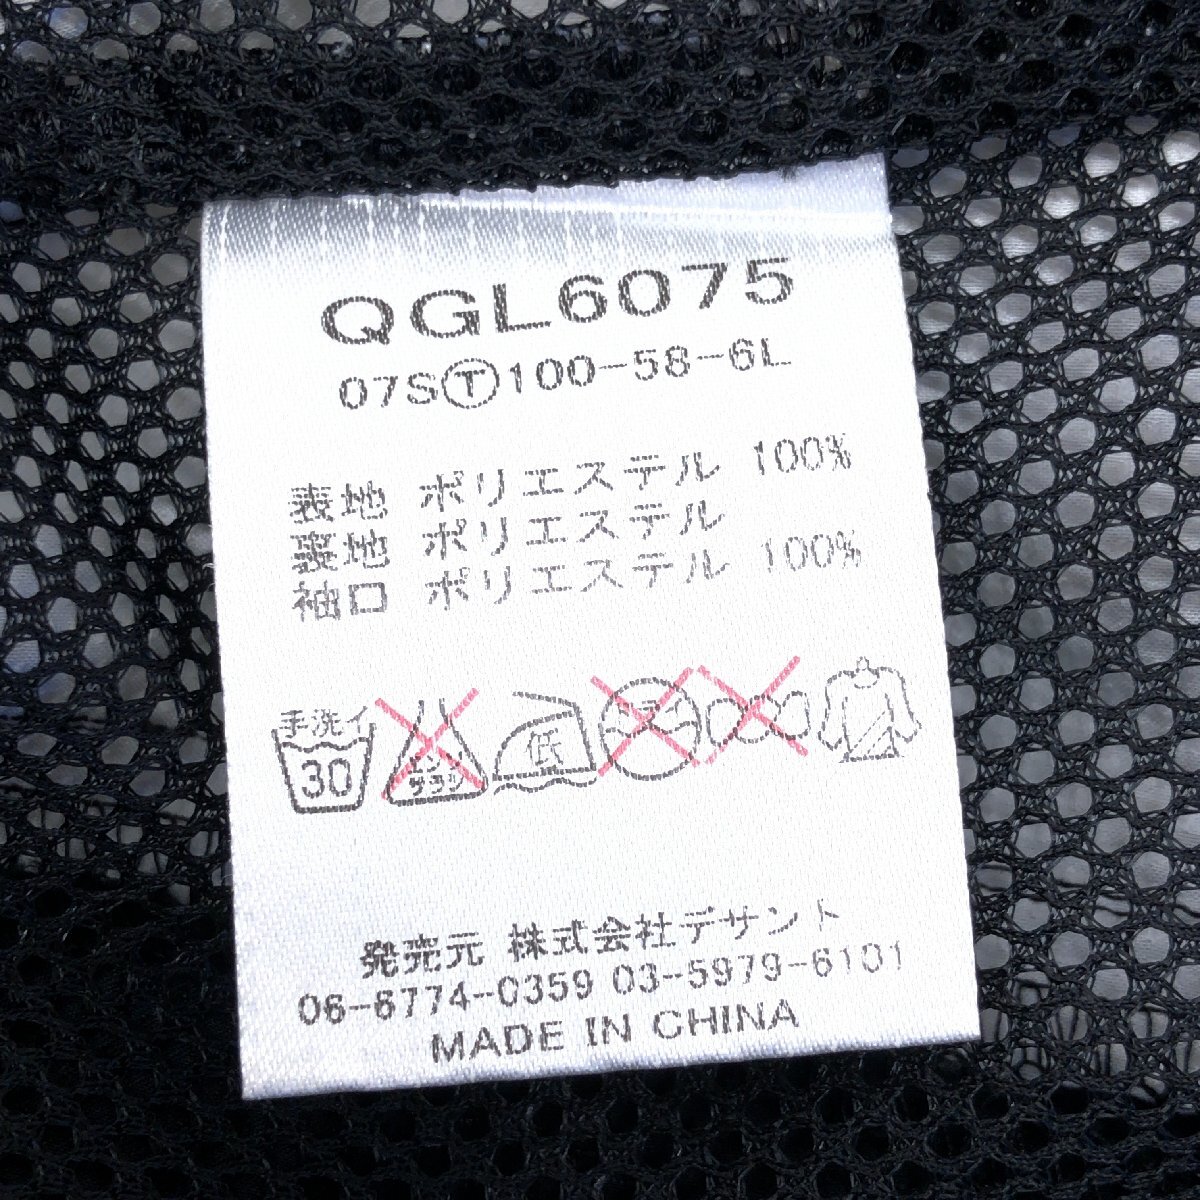 QGL6075
07SⓉ100-58-6L
表地 ポリエステル 100%
裏地 ポリエステル
袖口 ポリエステル 100%
手洗イ
30
低
発売元 株式会社デサント
06-6774-0359 03-5979-6101
MADE IN CHINA